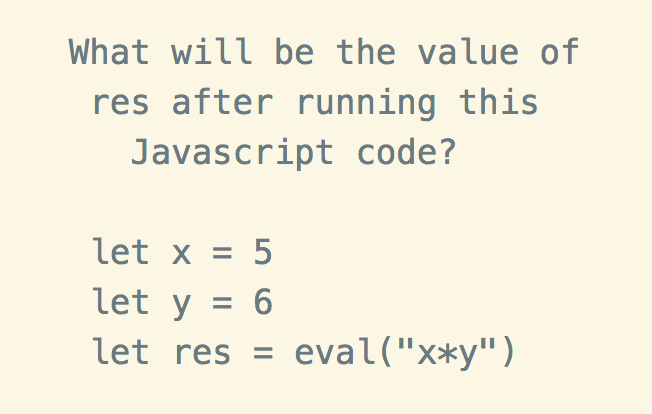 What will be the value of
res after running this
Javascript code?
let x = 5
let y = 6
let res = eval("x*y")